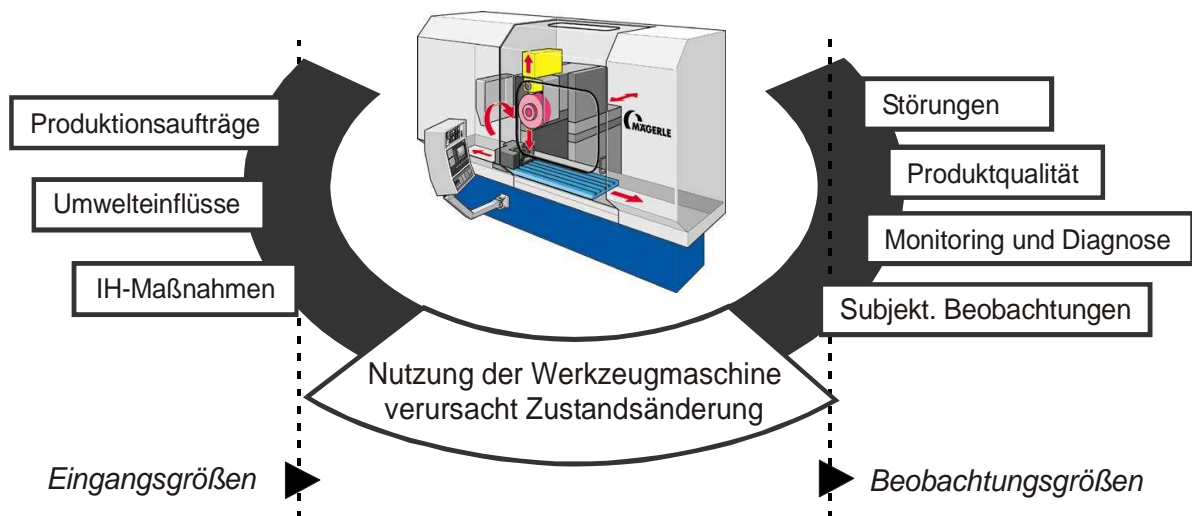 Produktionsaufträge
Umwelteinflüsse
IH-Maßnahmen
MÄGERLE
Störungen
Produktqualität
Monitoring und Diagnose
Subjekt. Beobachtungen
Nutzung der Werkzeugmaschine
verursacht Zustandsänderung
Eingangsgrößen
Beobachtungsgrößen